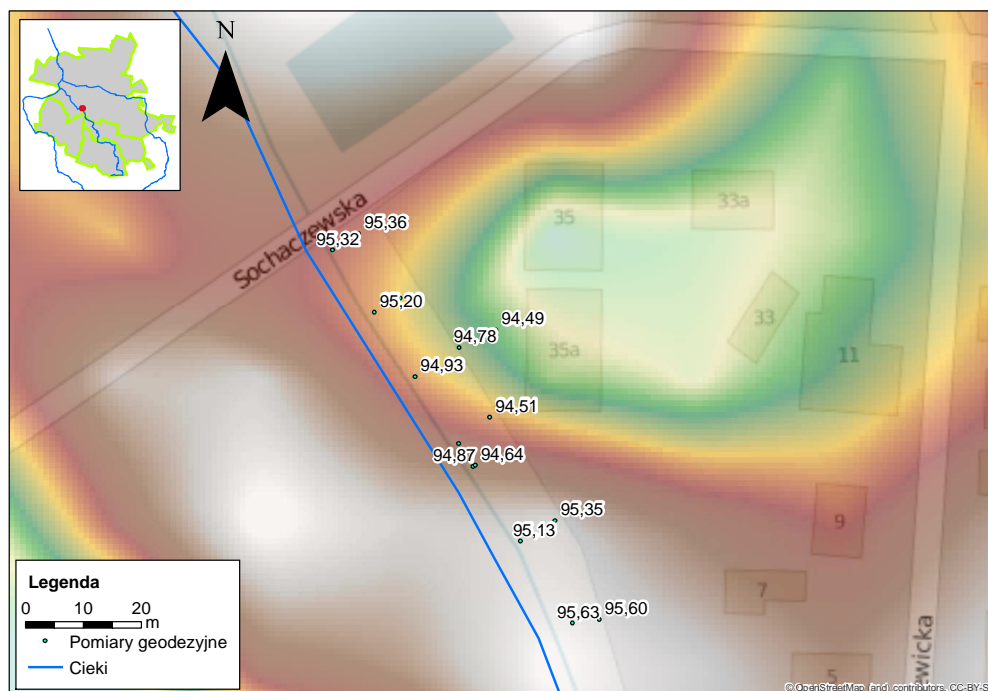 N
Sochaczewska
95,36
95,32
35
33a
95,20
94,49
94,78
33
35a
11
94,93
94,51
94,87
94,64
95,35
95,13
9
7
95,63
95,60
5
ewicka
Legenda
0 10 20
m
Pomiary geodezyjne
Cieki
© OpenStreetMap (and) contributors, CC-BY-S